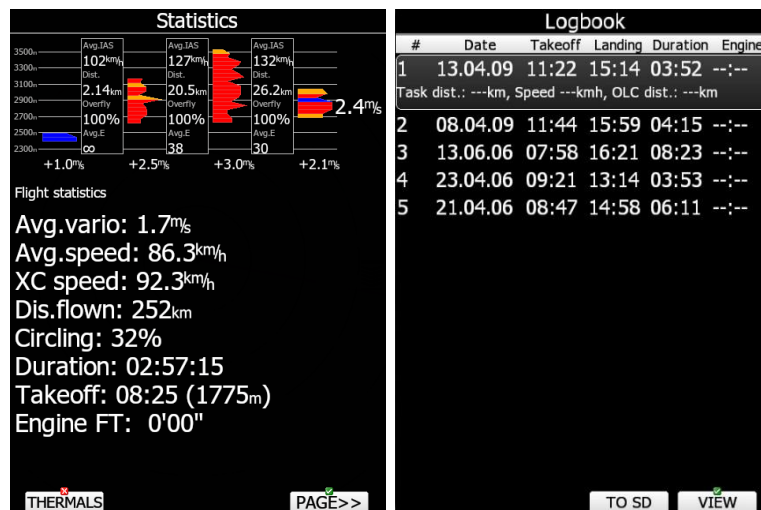 Statistics
3500m
3300m
3100m
2900m
2700m
2500m
2300m
Avg.IAS
102km/h
Dist.
2.14km
Overfly
100%
Avg.E
∞
Avg.IAS
127km/h
Dist.
20.5km
Overfly
100%
Avg.E
38
Avg.IAS
132km/h
Dist.
26.2km
Overfly
100%
Avg.E
30
2.4m/s
+1.0m/s +2.5m/s +3.0m/s +2.1m/s
Flight statistics
Avg.vario: 1.7m/s
Avg.speed: 86.3km/h
XC speed: 92.3km/h
Dis.flown: 252km
Circling: 32%
Duration: 02:57:15
Takeoff: 08:25 (1775m)
Engine FT: 0'00"
THERMALS PAGE>>
Logbook
# Date Takeoff Landing Duration Engine
1 13.04.09 11:22 15:14 03:52 --:--
Task dist.: ---km, Speed ---kmh, OLC dist.: ---km
2 08.04.09 11:44 15:59 04:15 --:--
3 13.06.06 07:58 16:21 08:23 --:--
4 23.04.06 09:21 13:14 03:53 --:--
5 21.04.06 08:47 14:58 06:11 --:--
TO SD VIEW